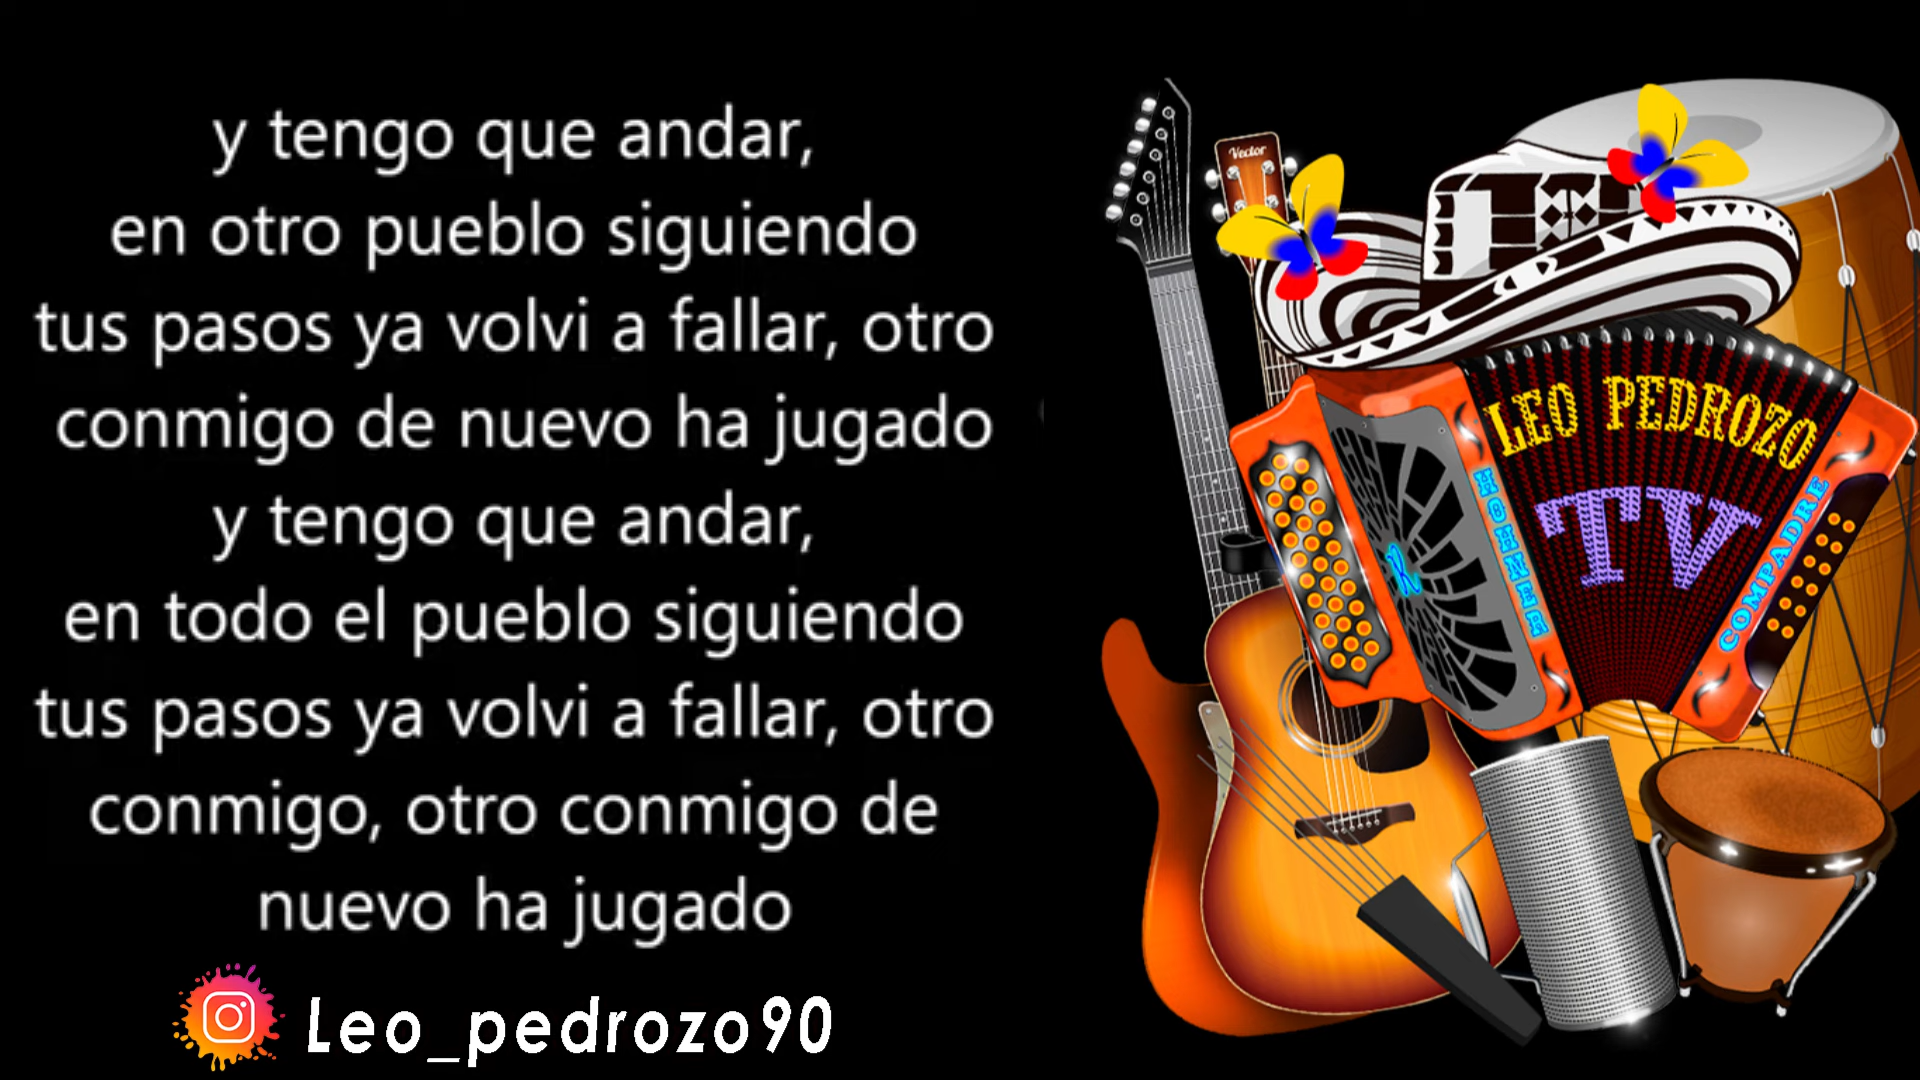 y tengo que andar,
en otro pueblo siguiendo
tus pasos ya volvi a fallar, otro
conmigo de nuevo ha jugado
y tengo que andar,
en todo el pueblo siguiendo
tus pasos ya volvi a fallar, otro
conmigo, otro conmigo de
nuevo ha jugado
Leo_pedrozo90
Vector
LEO PEDROZO
TV
HOHNER
COMPADRE
K